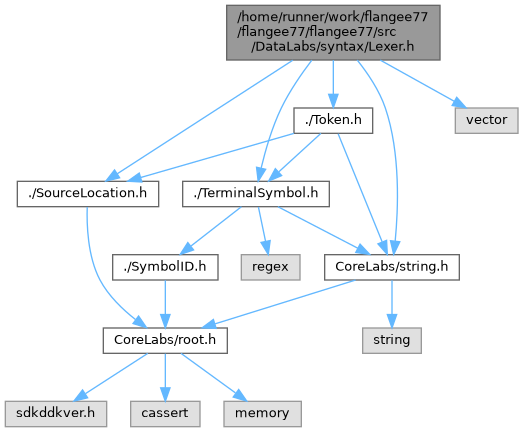 /home/runner/work/flangee77
/flangee77/flangee77/src
/DataLabs/syntax/Lexer.h
./Token.h
vector
./SourceLocation.h
./TerminalSymbol.h
./SymbolID.h
regex
CoreLabs/string.h
CoreLabs/root.h
string
sdkddkver.h
cassert
memory